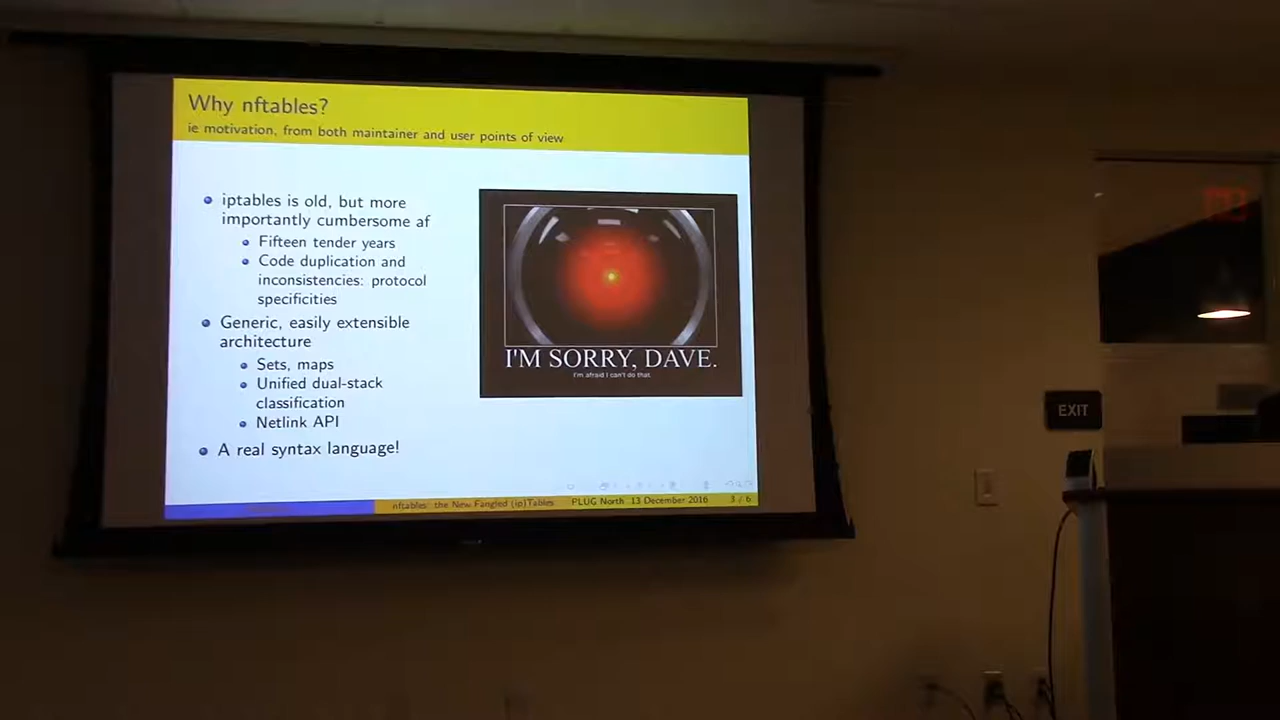 Why nftables?
ie motivation, from both maintainer and user points of view
iptables is old, but more
importantly cumbersome af
Fifteen tender years
Code duplication and
inconsistencies: protocol
specificities
Generic, easily extensible
architecture
Sets, maps
Unified dual-stack
classification
Netlink API
A real syntax language!
I'M SORRY, DAVE.
I'm afraid I can't do that.
nftables: the New Fangled (ip)Tables
PLUG North 13 December 2016
3 / 6
EXIT